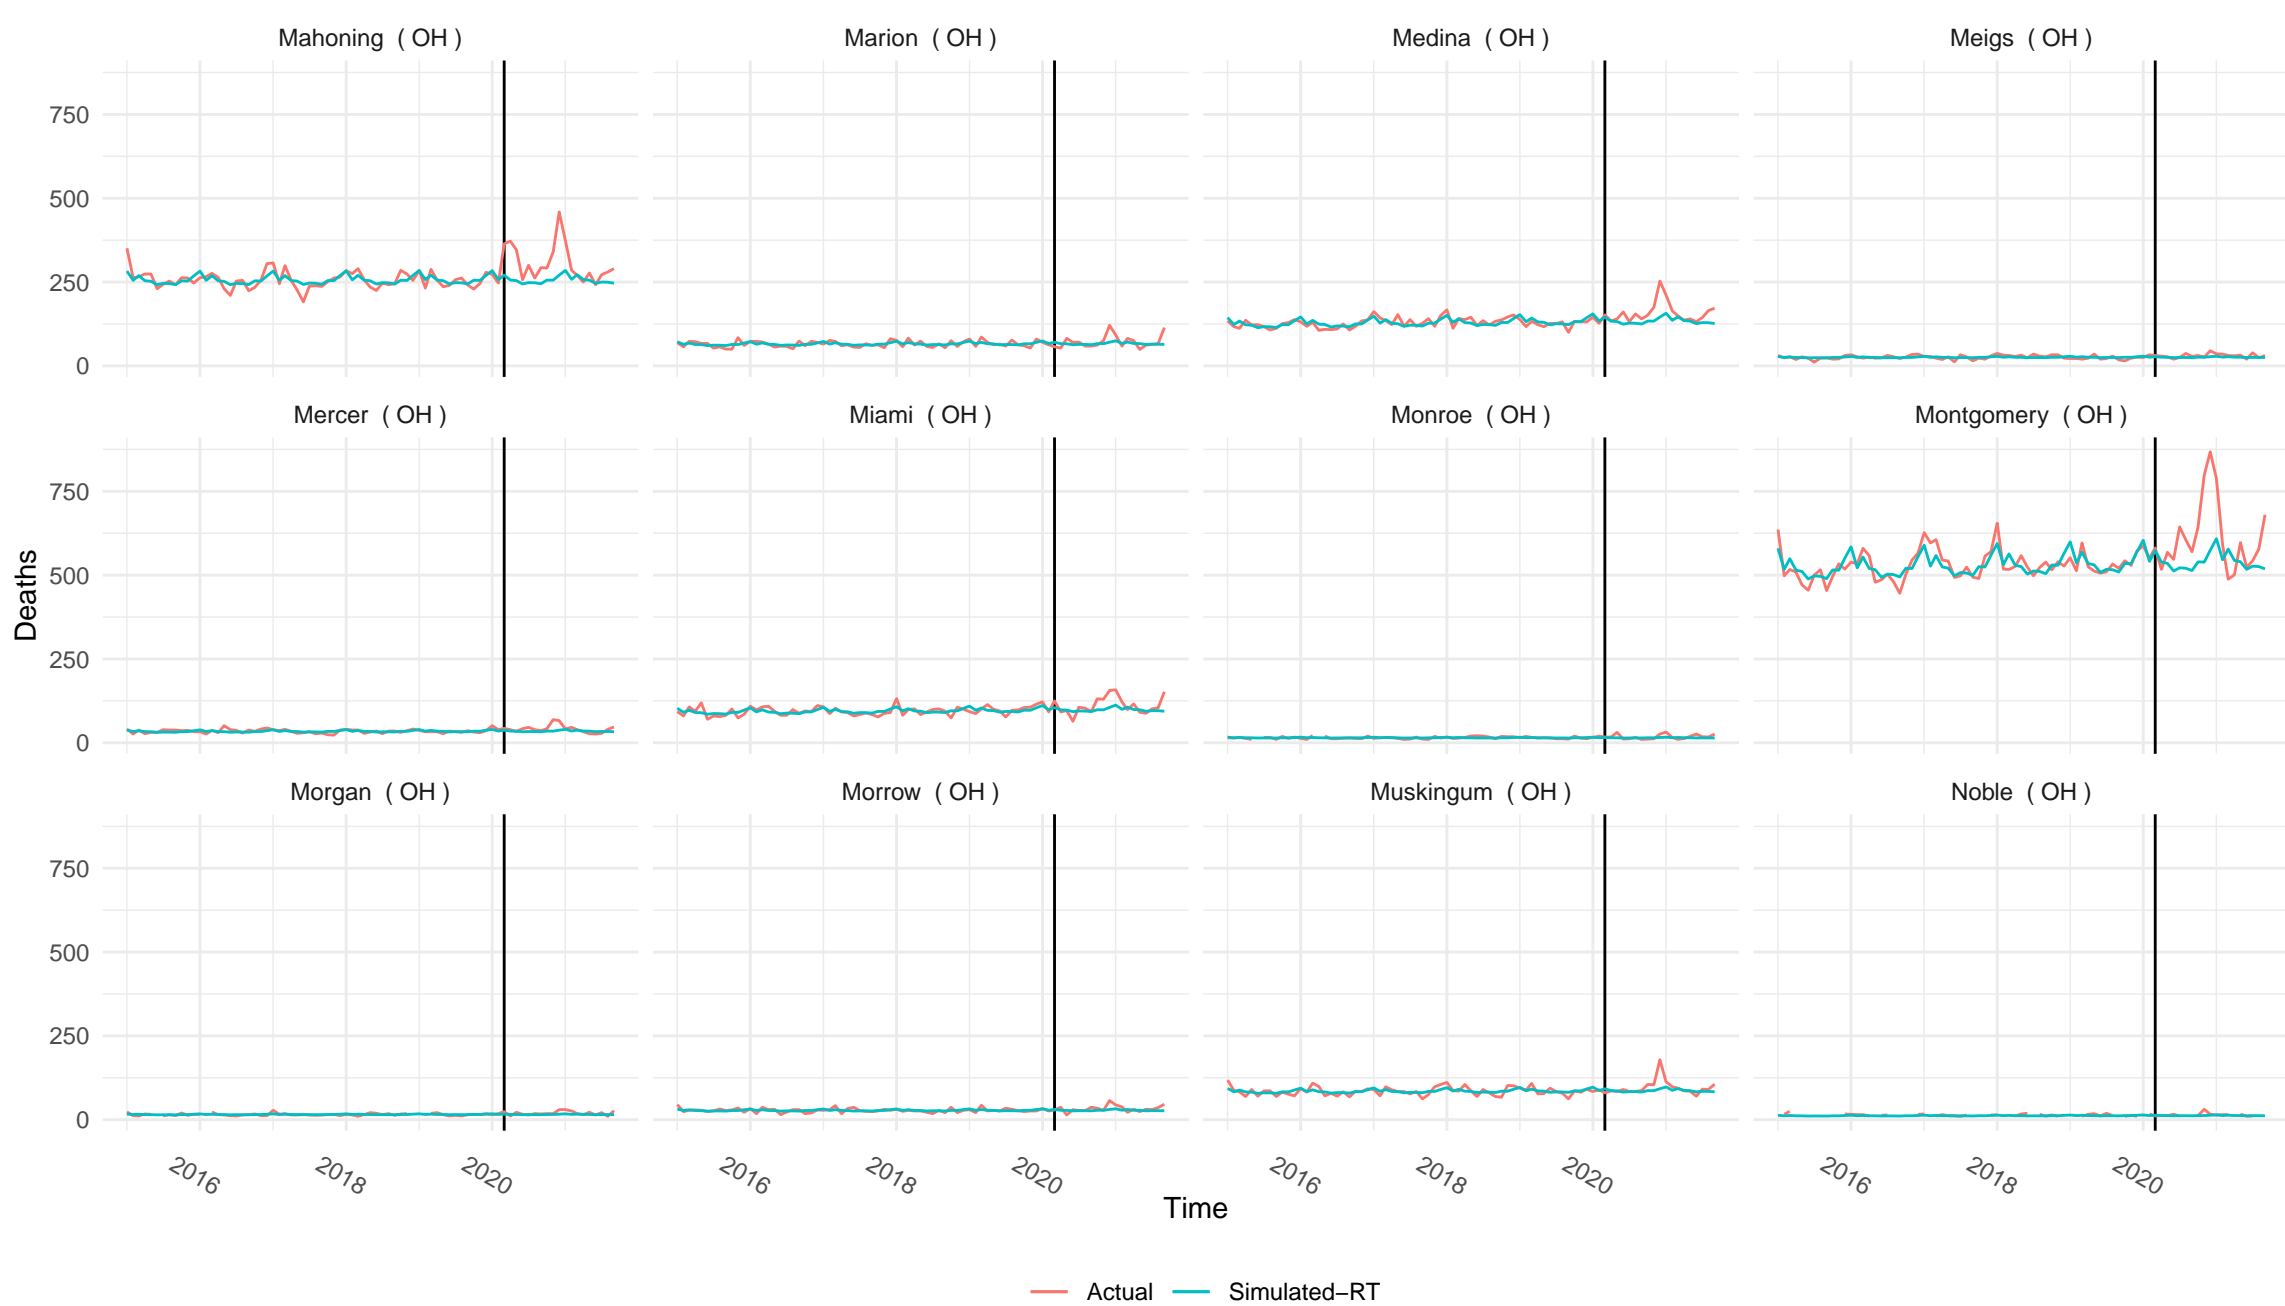 Mahoning  ( OH )
Marion  ( OH )
Medina  ( OH )
Meigs  ( OH )
750
500
250
0
Mercer  ( OH )
Miami  ( OH )
Monroe  ( OH )
Montgomery  ( OH )
750
500
250
0
Morgan  ( OH )
Morrow  ( OH )
Muskingum  ( OH )
Noble  ( OH )
750
500
250
0
Deaths
2016 2018 2020
2016 2018 2020
2016 2018 2020
2016 2018 2020
Time
Actual
Simulated−RT